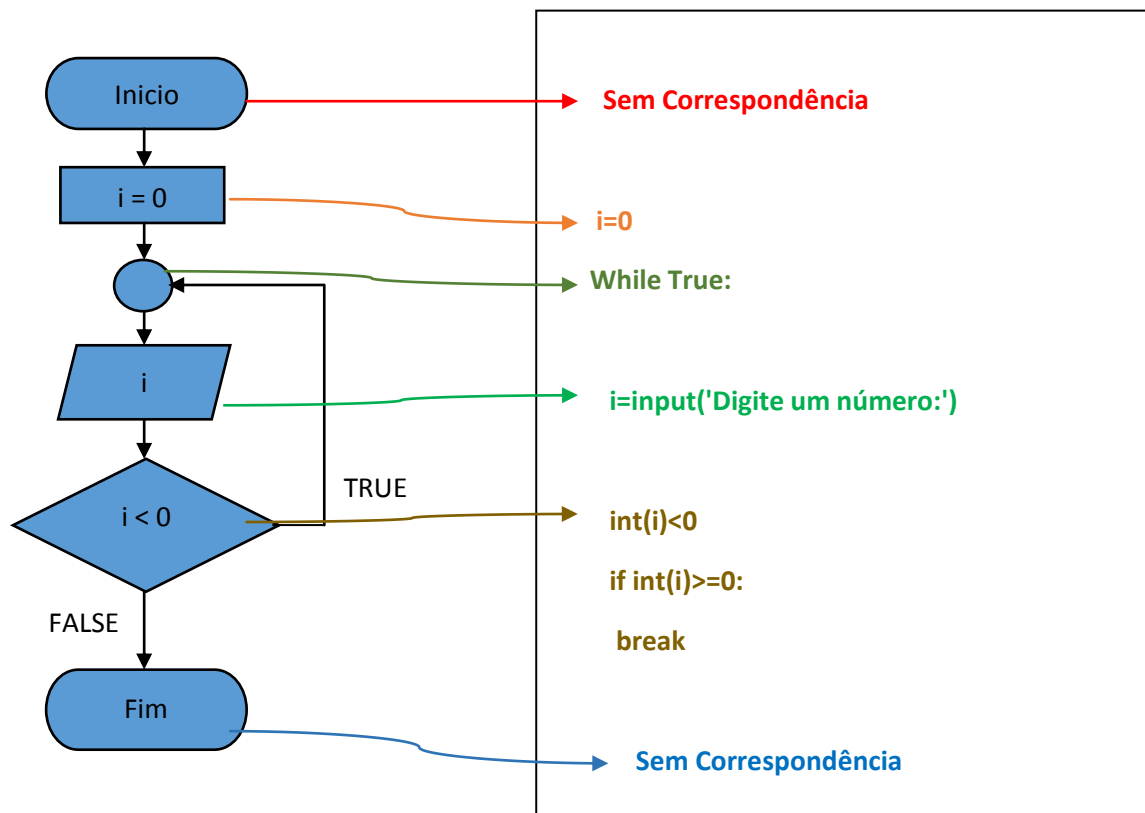 Inicio
Sem Correspondência
i = 0
i=0
While True:
i
i=input('Digite um número:')
TRUE
i < 0
int(i)<0
if int(i)>=0:
break
FALSE
Fim
Sem Correspondência